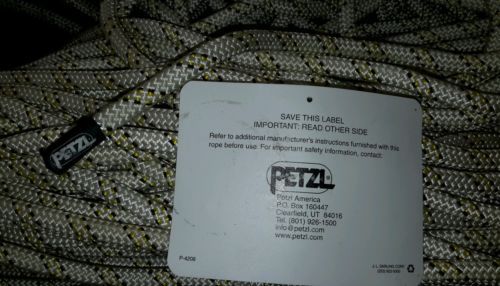 SAVE THIS LABEL
IMPORTANT: READ OTHER SIDE
Refer to additional manufacturer's instructions furnished with this
rope before use. For important safety information, contact:
PETZL
PETZL
Petzl America
P.O. Box 160447
Clearfield, UT 84016
Tel. (801) 926-1500
info@petzl.com
www.petzl.com
P-4208
J. L. DARLING CORP.